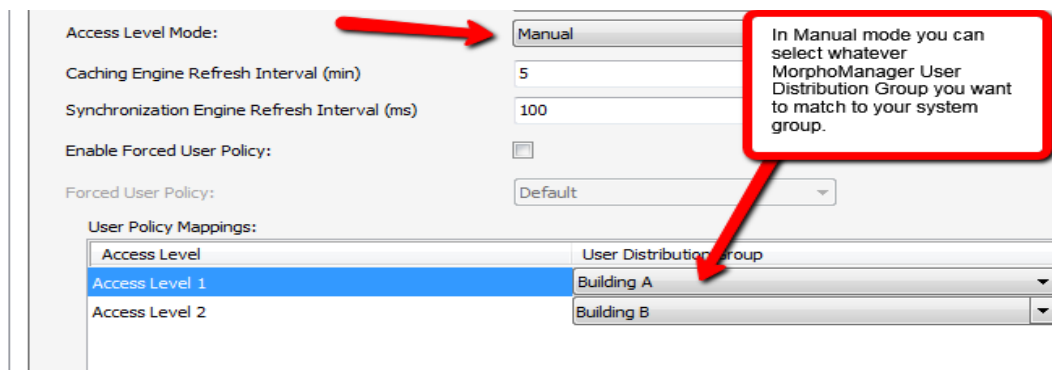 Access Level Mode:
Manual
Caching Engine Refresh Interval (min)
5
Synchronization Engine Refresh Interval (ms)
100
Enable Forced User Policy:
Forced User Policy:
Default
In Manual mode you can
select whatever
MorphoManager User
Distribution Group you want
to match to your system
group.
User Policy Mappings:
Access Level
User Distribution Group
Access Level 1
Building A
Access Level 2
Building B